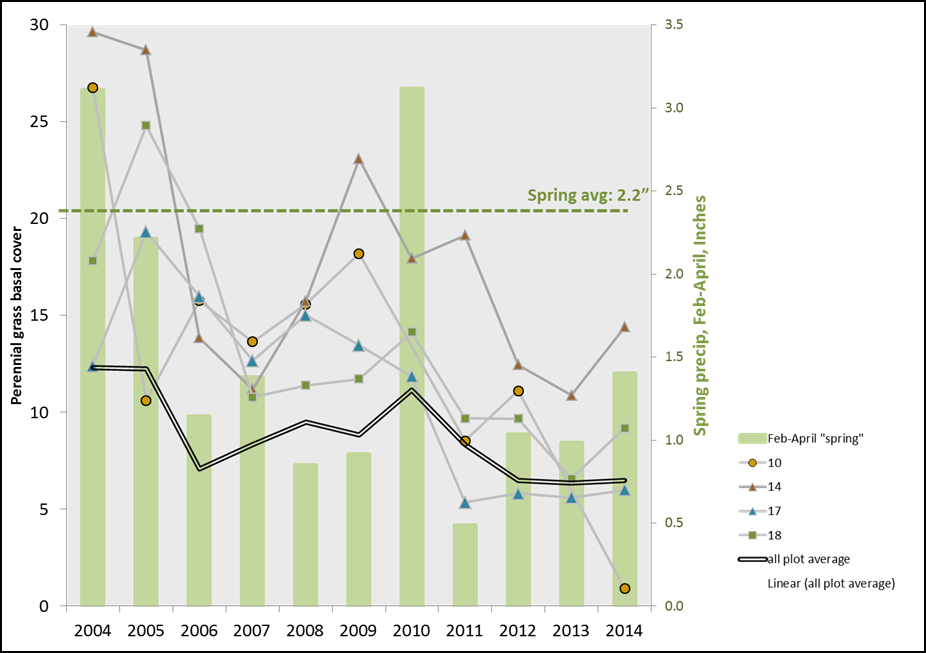 30
25
20
15
10
5
0
Perennial grass basal cover
3.5
3.0
2.5
2.0
1.5
1.0
0.5
0.0
Spring precip, Feb-April, Inches
Spring avg: 2.2”
2004 2005 2006 2007 2008 2009 2010 2011 2012 2013 2014
Feb-April "spring"
10
14
17
18
all plot average
Linear (all plot average)